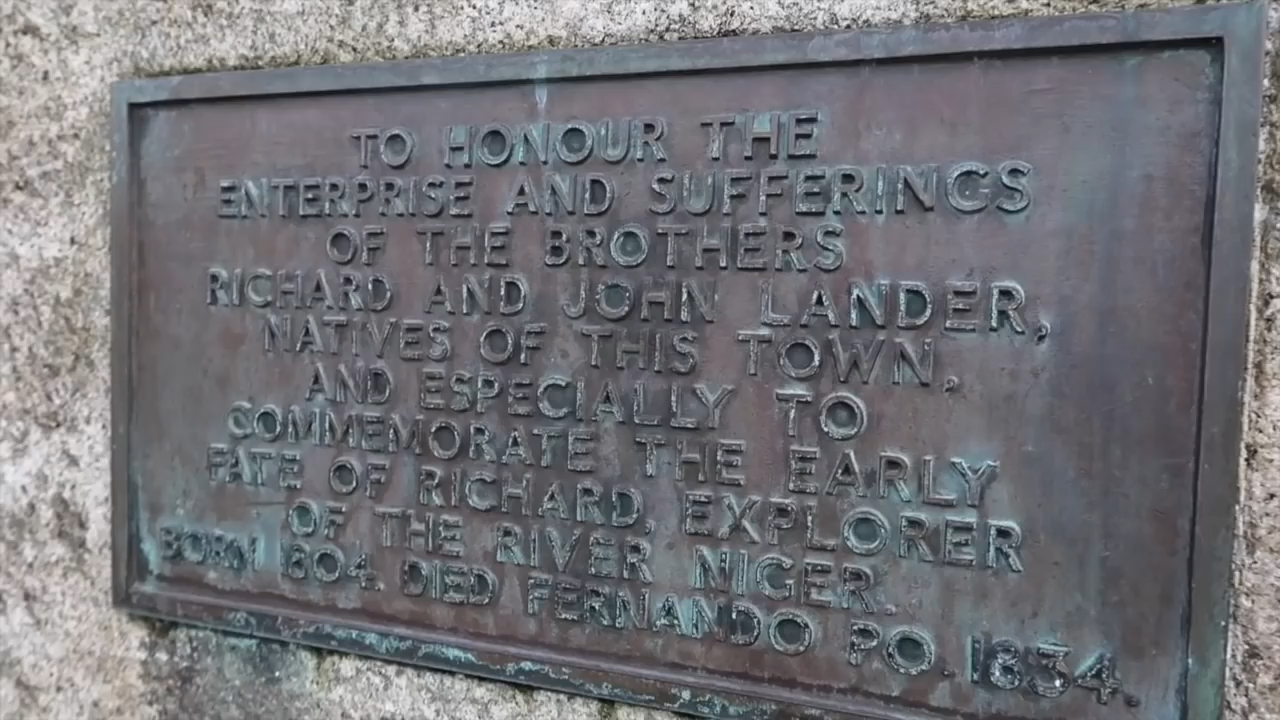 TO HONOUR THE
ENTERPRISE AND SUFFERINGS
OF THE BROTHERS
RICHARD AND JOHN LANDER,
NATIVES OF THIS TOWN,
AND ESPECIALLY TO
COMMEMORATE THE EARLY
FATE OF RICHARD, EXPLORER
OF THE RIVER NIGER.
BORN 1804. DIED FERNANDO PO. 1834.